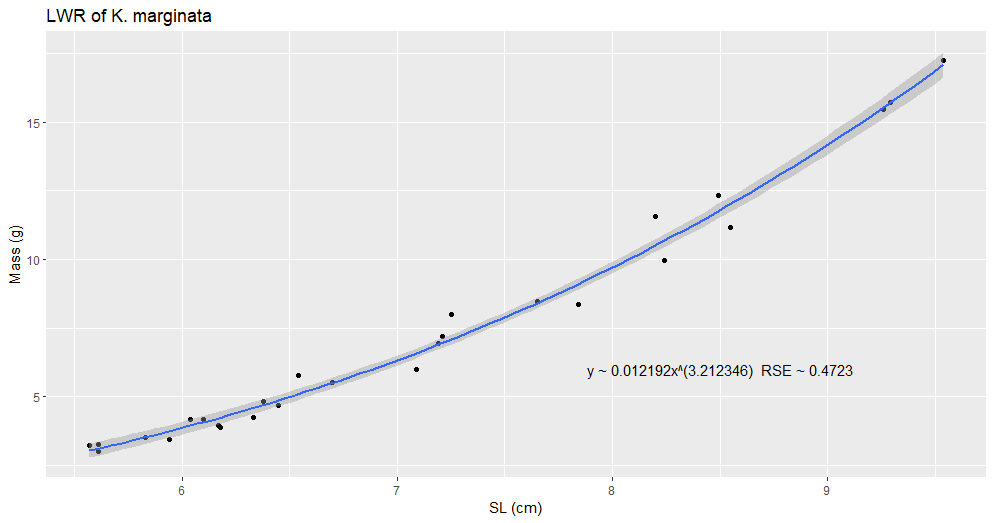 LWR of K. marginata
15
10
5
Mass (g)
y ~ 0.012192x^(3.212346)  RSE ~ 0.4723
6
7
8
9
SL (cm)